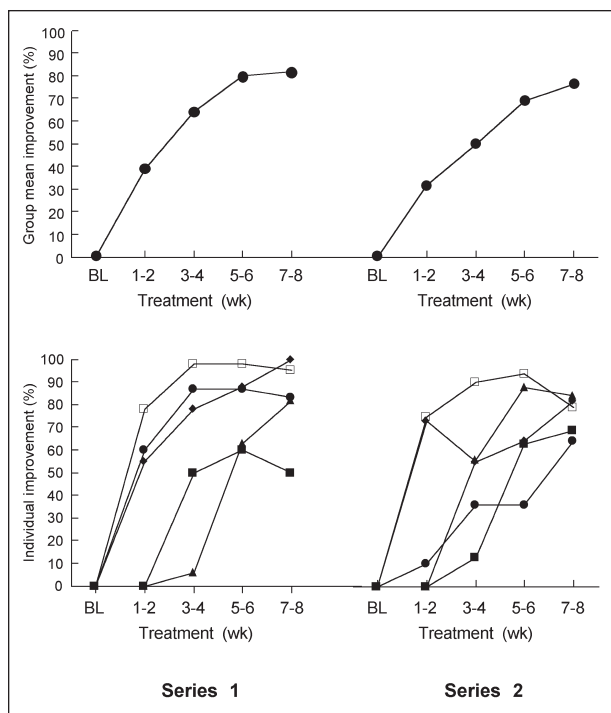 Group mean improvement (%)
100
90
80
70
60
50
40
30
20
10
0
BL 1-2 3-4 5-6 7-8
Treatment (wk)
BL 1-2 3-4 5-6 7-8
Treatment (wk)
Individual improvement (%)
100
90
80
70
60
50
40
30
20
10
0
BL 1-2 3-4 5-6 7-8
Treatment (wk)
BL 1-2 3-4 5-6 7-8
Treatment (wk)
Series 1
Series 2